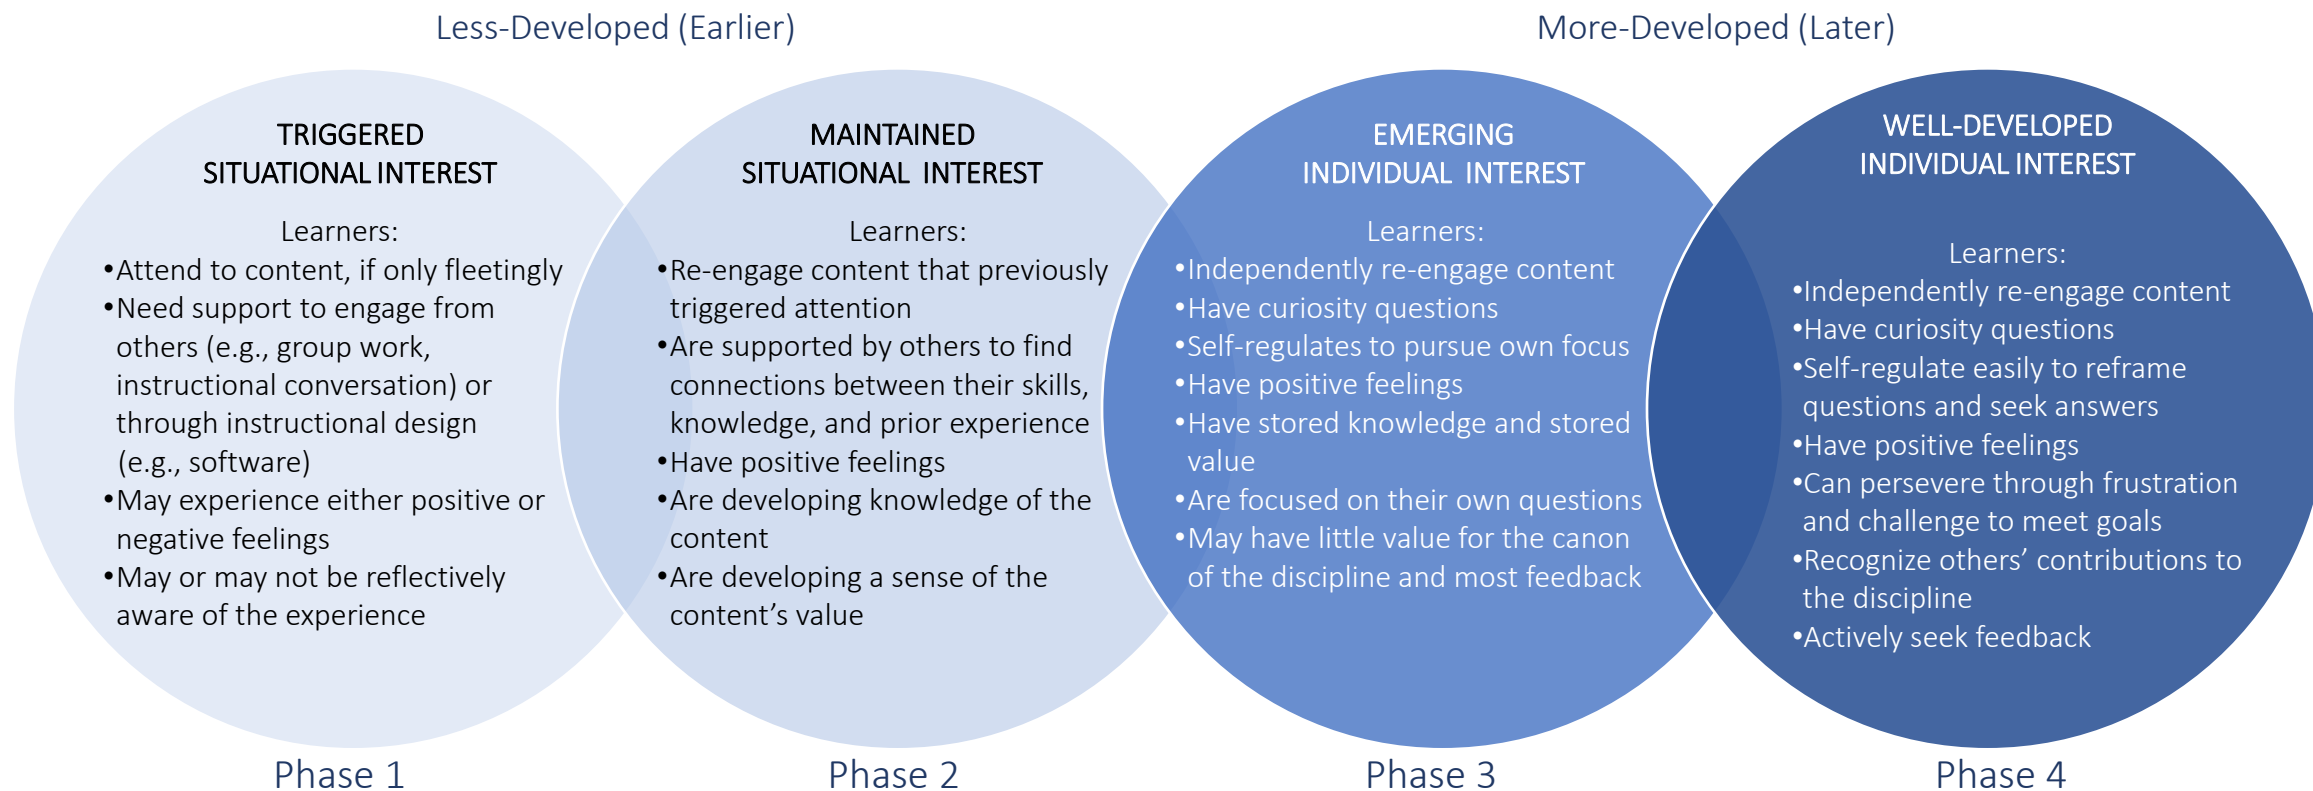 Less-Developed (Earlier)
More-Developed (Later)
TRIGGERED
SITUATIONAL INTEREST
Learners:
•Attend to content, if only fleetingly
•Need support to engage from
others (e.g., group work,
instructional conversation) or
through instructional design
(e.g., software)
•May experience either positive or
negative feelings
•May or may not be reflectively
aware of the experience
Phase 1
MAINTAINED
SITUATIONAL INTEREST
Learners:
•Re-engage content that previously
triggered attention
•Are supported by others to find
connections between their skills,
knowledge, and prior experience
•Have positive feelings
•Are developing knowledge of the
content
•Are developing a sense of the
content’s value
Phase 2
EMERGING
INDIVIDUAL INTEREST
Learners:
•Independently re-engage content
•Have curiosity questions
•Self-regulates to pursue own focus
•Have positive feelings
•Have stored knowledge and stored
value
•Are focused on their own questions
•May have little value for the canon
of the discipline and most feedback
Phase 3
WELL-DEVELOPED
INDIVIDUAL INTEREST
Learners:
•Independently re-engage content
•Have curiosity questions
•Self-regulate easily to reframe
questions and seek answers
•Have positive feelings
•Can persevere through frustration
and challenge to meet goals
•Recognize others’ contributions to
the discipline
•Actively seek feedback
Phase 4